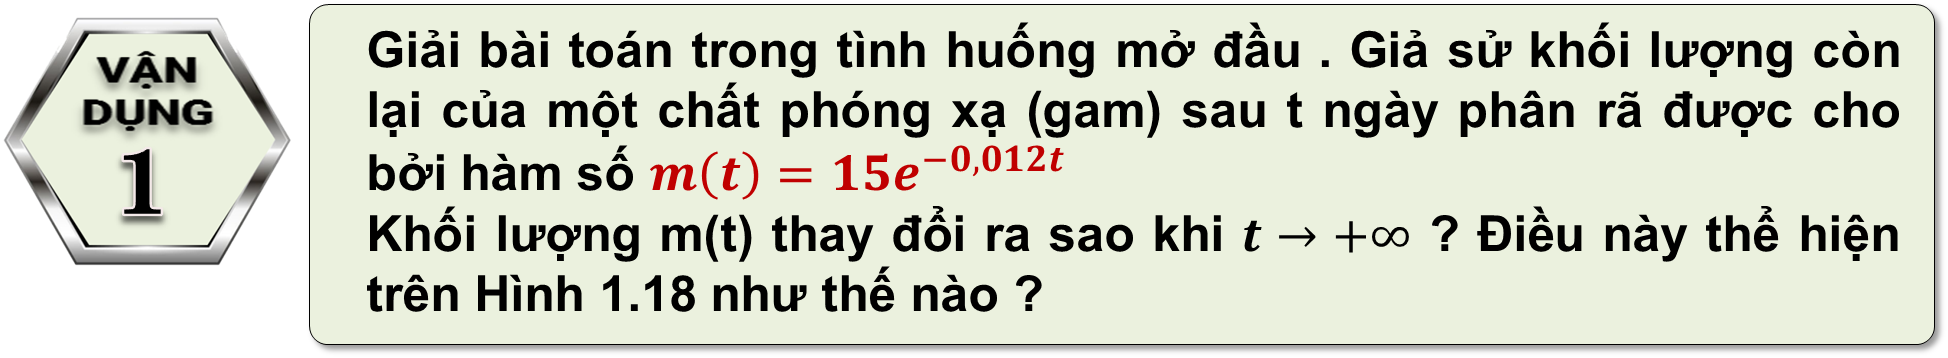 VẬN
DỤNG
1
Giải bài toán trong tình huống mở đầu . Giả sử khối lượng còn
lại của một chất phóng xạ (gam) sau t ngày phân rã được cho
bởi hàm số m(t) = 15e^{-0,012t}
Khối lượng m(t) thay đổi ra sao khi t → +∞ ? Điều này thể hiện
trên Hình 1.18 như thế nào ?